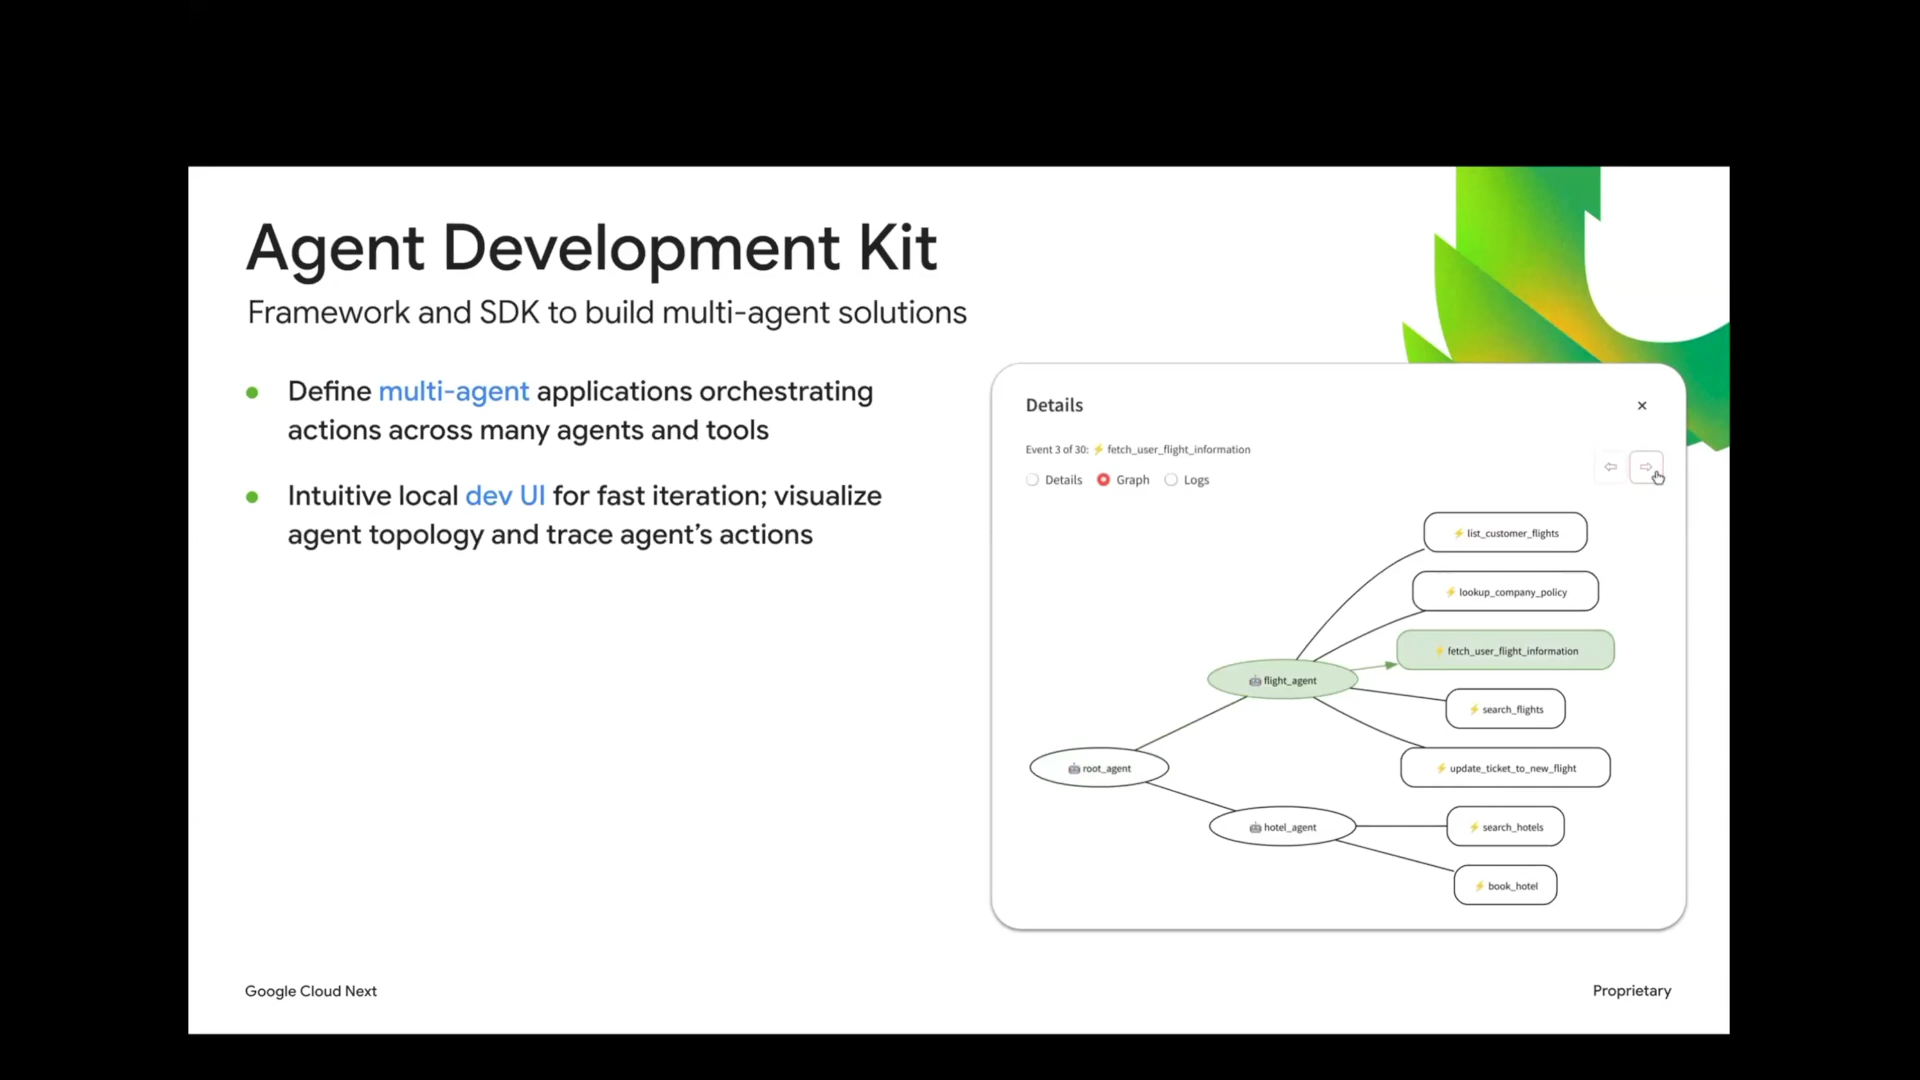 Agent Development Kit
Framework and SDK to build multi-agent solutions
Define multi-agent applications orchestrating
actions across many agents and tools
Intuitive local dev UI for fast iteration; visualize
agent topology and trace agent’s actions
Details
Event 3 of 30: ⚡ fetch_user_flight_information
Details Graph Logs
list_customer_flights
lookup_company_policy
fetch_user_flight_information
flight_agent
search_flights
root_agent
update_ticket_to_new_flight
hotel_agent
search_hotels
book_hotel
Google Cloud Next
Proprietary